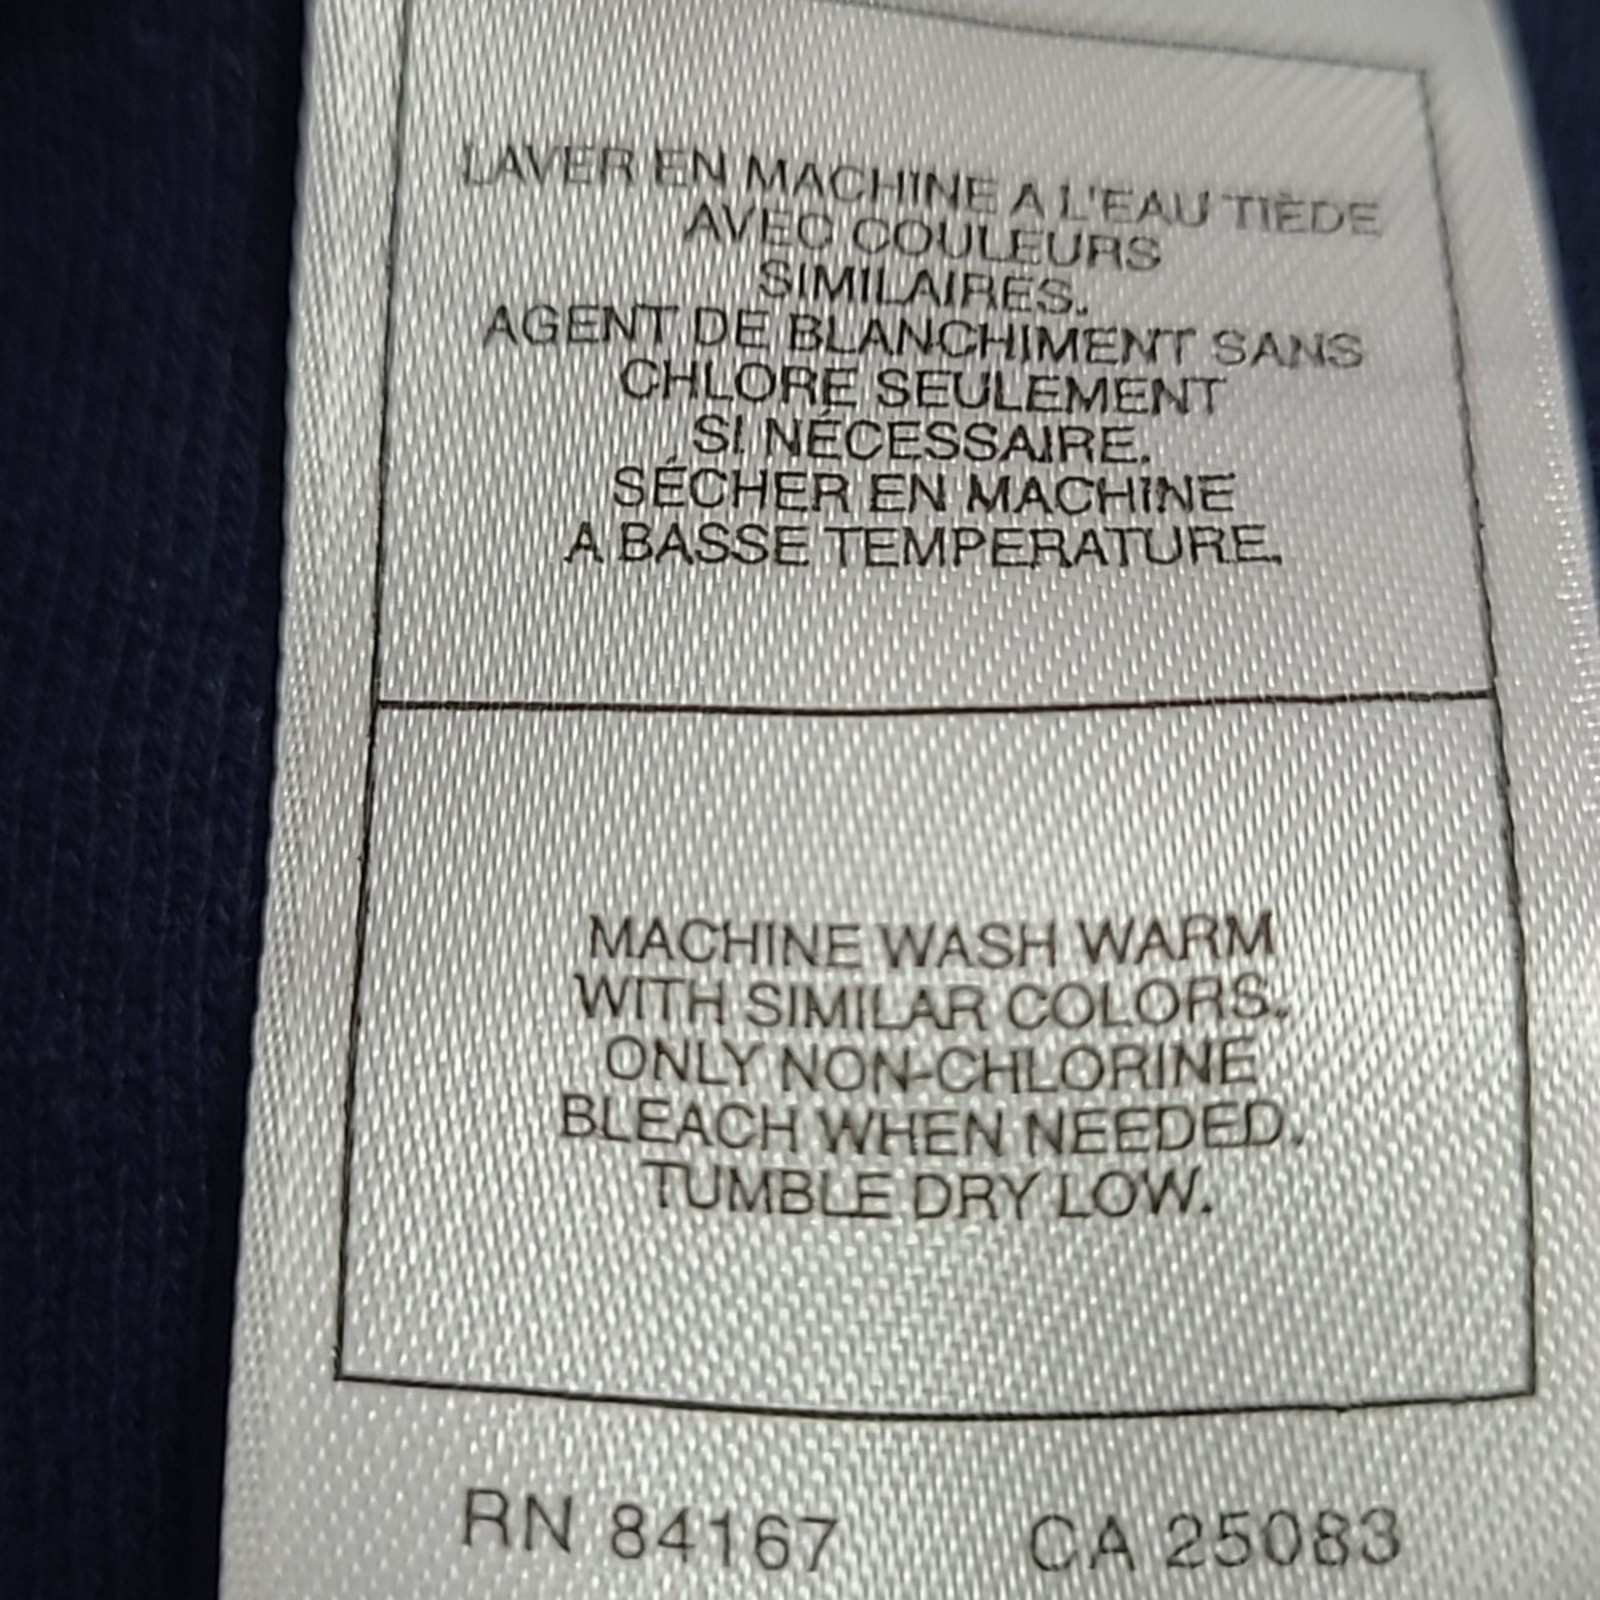 LAVER EN MACHINE A L'EAU TIÈDE
AVEC COULEURS
SIMILAIRES.
AGENT DE BLANCHIMENT SANS
CHLORE SEULEMENT
SI NÉCESSAIRE.
SÉCHER EN MACHINE
A BASSE TEMPERATURE.
MACHINE WASH WARM
WITH SIMILAR COLORS.
ONLY NON-CHLORINE
BLEACH WHEN NEEDED.
TUMBLE DRY LOW.
RN 84167 CA 25083